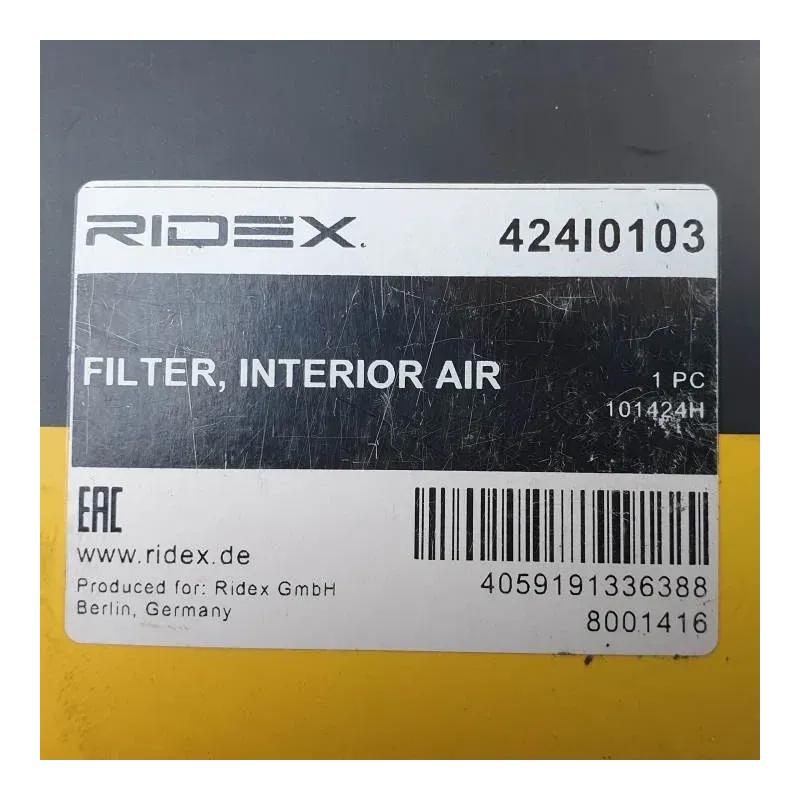 RIDEX. 424I0103
FILTER, INTERIOR AIR
1 PC
101424H
EAC
www.ridex.de
Produced for: Ridex GmbH
Berlin, Germany
4059191336388
8001416